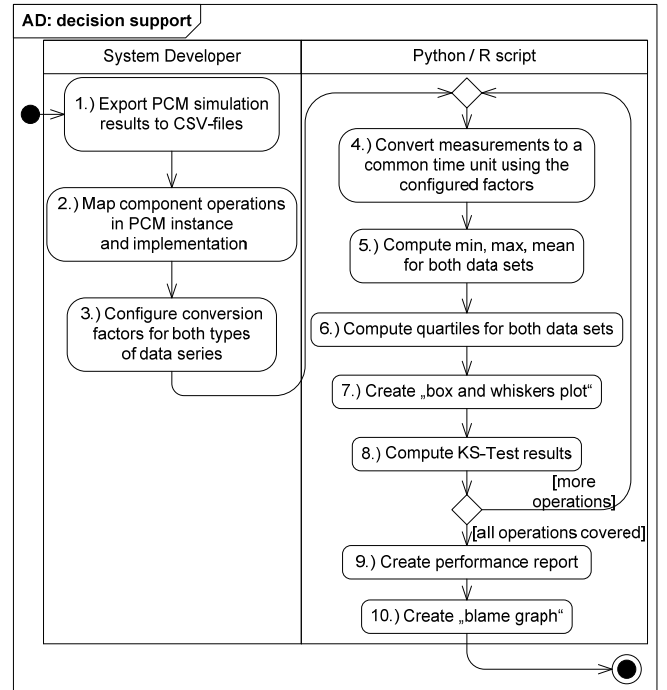 AD: decision support
System Developer
1.) Export PCM simulation
results to CSV-files
2.) Map component operations
in PCM instance
and implementation
3.) Configure conversion
factors for both types
of data series
Python / R script
4.) Convert measurements to a
common time unit using the
configured factors
5.) Compute min, max, mean
for both data sets
6.) Compute quartiles for both data sets
7.) Create „box and whiskers plot“
8.) Compute KS-Test results
[more
operations]
[all operations covered]
9.) Create performance report
10.) Create „blame graph“